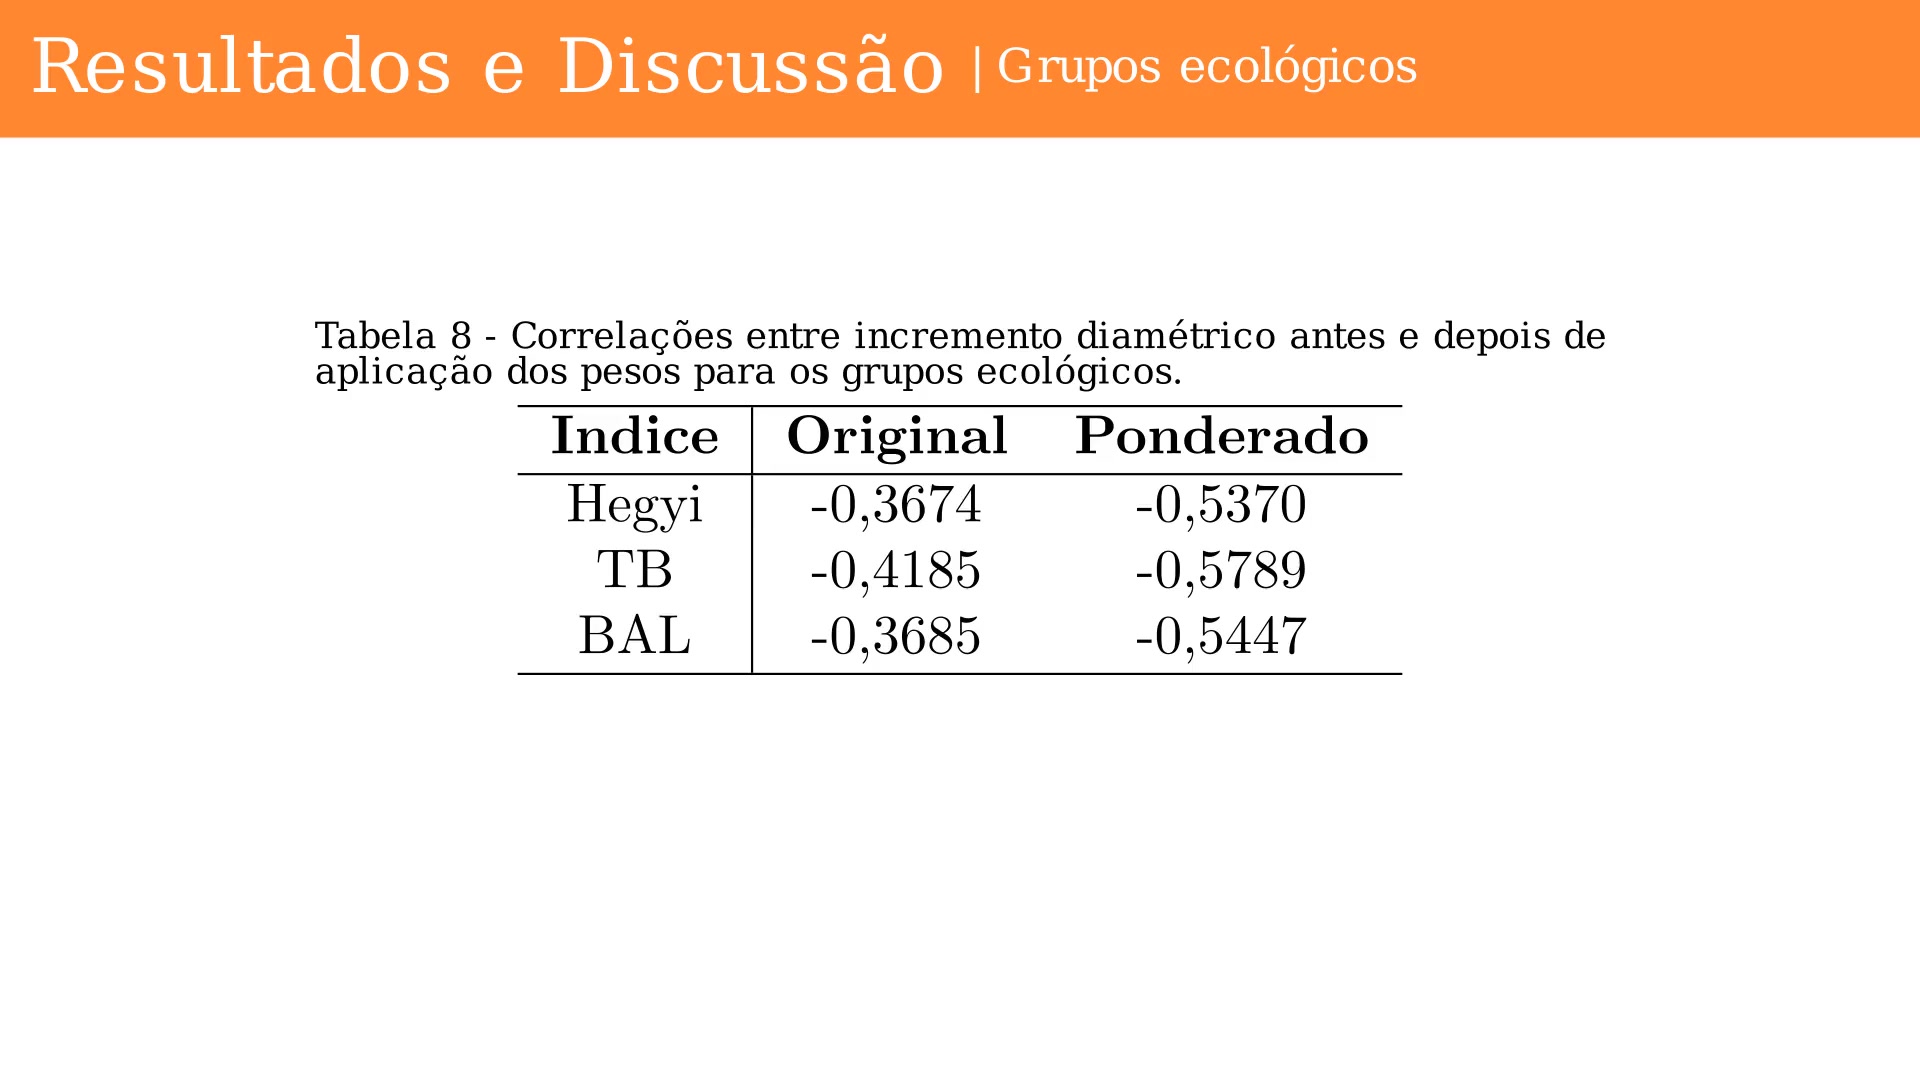 Resultados e Discussão | Grupos ecológicos
Tabela 8 - Correlações entre incremento diamétrico antes e depois de
aplicação dos pesos para os grupos ecológicos.
Indice Original Ponderado
Hegyi -0,3674 -0,5370
TB -0,4185 -0,5789
BAL -0,3685 -0,5447